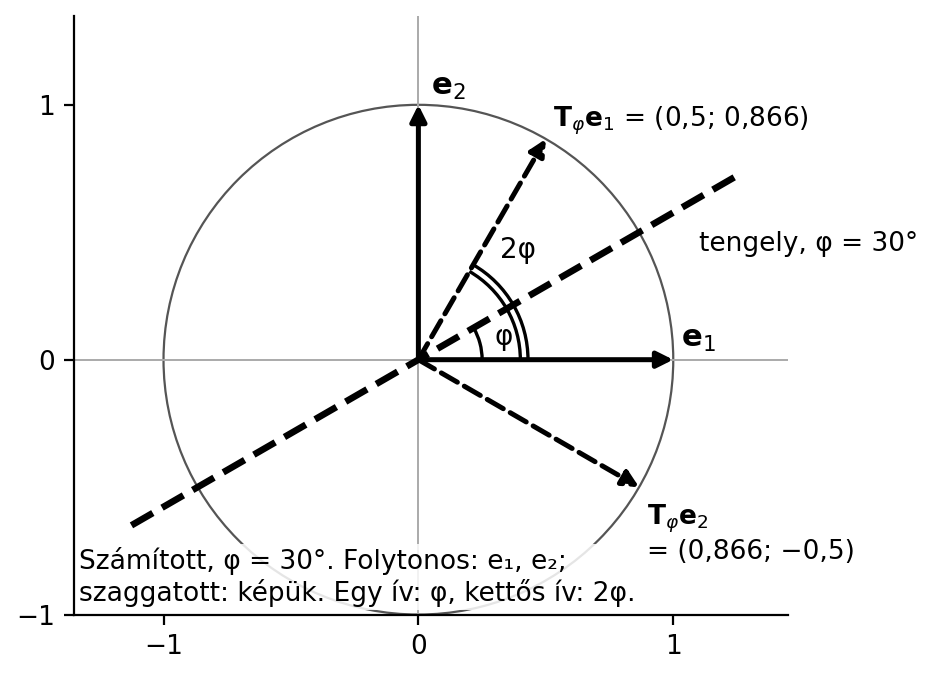 1
e₂
T_φe₁ = (0,5; 0,866)
2φ
tengely, φ = 30°
φ
e₁
0
T_φe₂
= (0,866; −0,5)
Számított, φ = 30°. Folytonos: e₁, e₂;
szaggatott: képük. Egy ív: φ, kettős ív: 2φ.
−1
−1
0
1